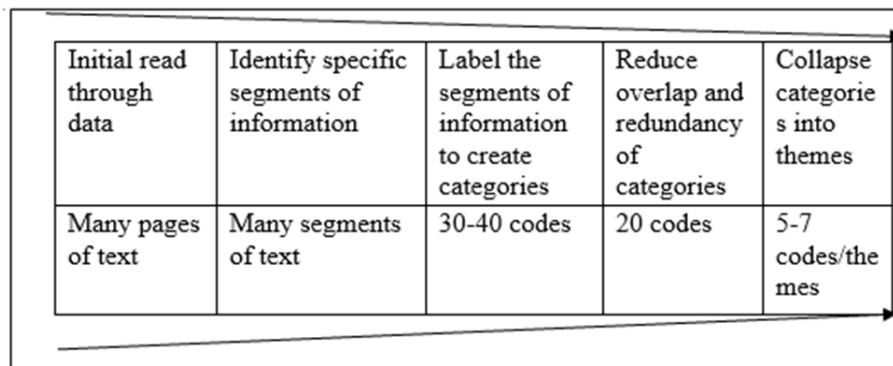 Initial read
through
data
Identify specific
segments of
information
Label the
segments of
information
to create
categories
Reduce
overlap and
redundancy
of
categories
Collapse
categorie
s into
themes
Many pages
of text
Many segments
of text
30-40 codes
20 codes
5-7
codes/the
mes